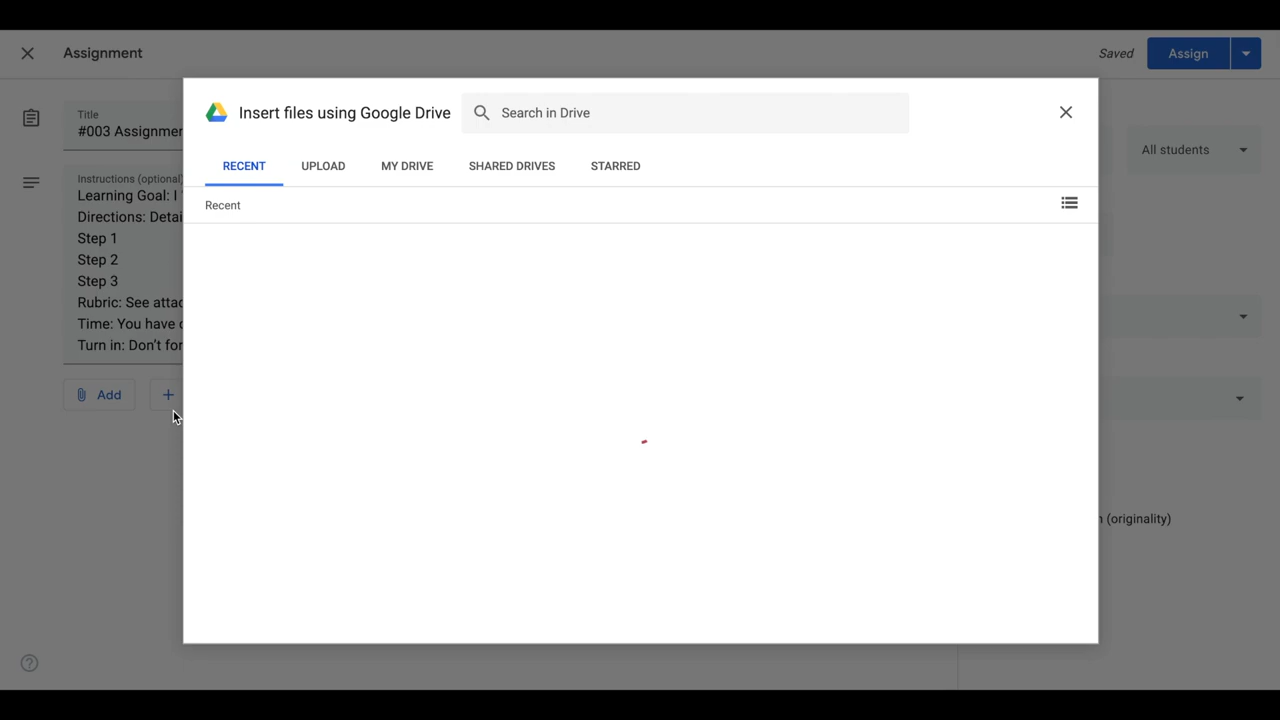 Assignment
Saved
Assign
Title
#003 Assignmen
Instructions (optional)
Learning Goal: I
Directions: Detai
Step 1
Step 2
Step 3
Rubric: See attac
Time: You have
Turn in: Don't for
Add
Insert files using Google Drive
Search in Drive
RECENT
UPLOAD
MY DRIVE
SHARED DRIVES
STARRED
Recent
All students
(originality)